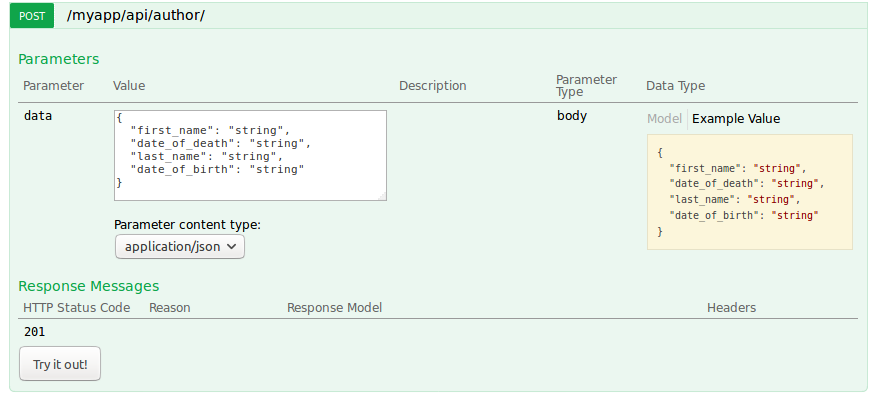 POST /myapp/api/author/
Parameters
Parameter Value Description Parameter Type Data Type
data
{
"first_name": "string",
"date_of_death": "string",
"last_name": "string",
"date_of_birth": "string"
}
Parameter content type:
application/json
body
Model Example Value
{
"first_name": "string",
"date_of_death": "string",
"last_name": "string",
"date_of_birth": "string"
}
Response Messages
HTTP Status Code Reason Response Model Headers
201
Try it out!